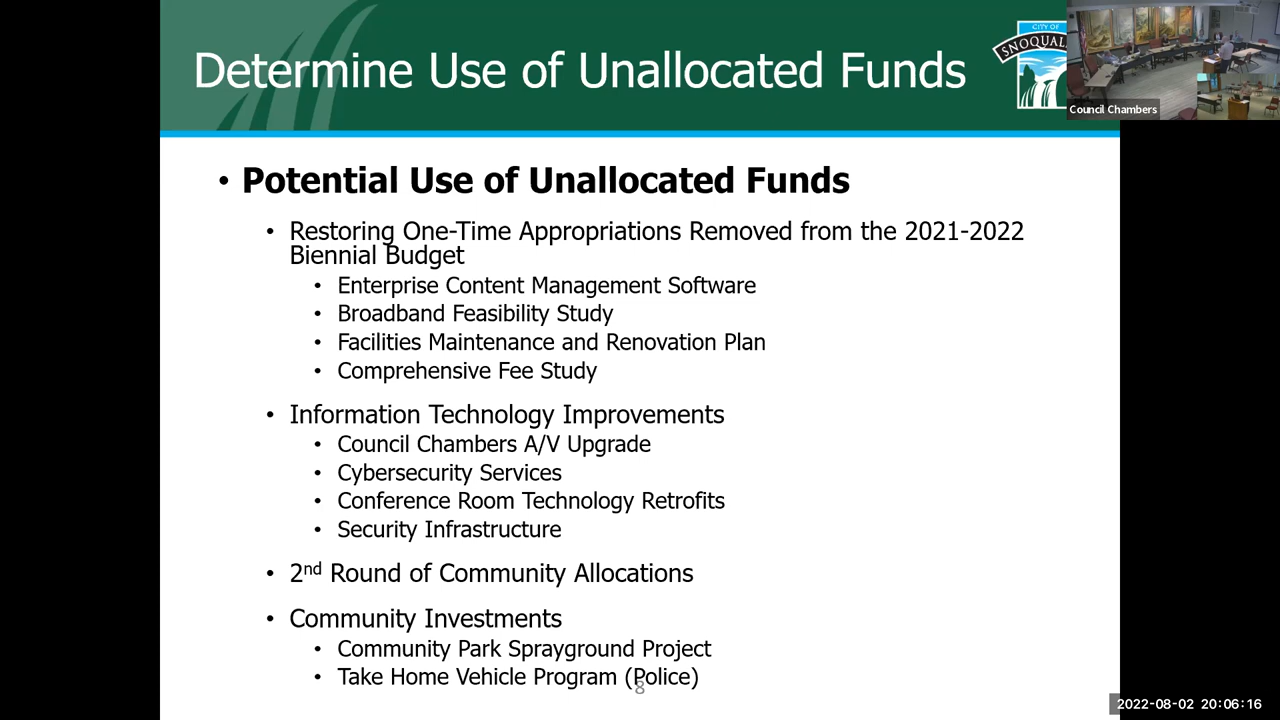 Determine Use of Unallocated Funds
CITY OF
Council Chambers
• Potential Use of Unallocated Funds
• Restoring One-Time Appropriations Removed from the 2021-2022
Biennial Budget
• Enterprise Content Management Software
• Broadband Feasibility Study
• Facilities Maintenance and Renovation Plan
• Comprehensive Fee Study
• Information Technology Improvements
• Council Chambers A/V Upgrade
• Cybersecurity Services
• Conference Room Technology Retrofits
• Security Infrastructure
• 2nd Round of Community Allocations
• Community Investments
• Community Park Sprayground Project
• Take Home Vehicle Program (Police)
8
2022-08-02 20:06:16